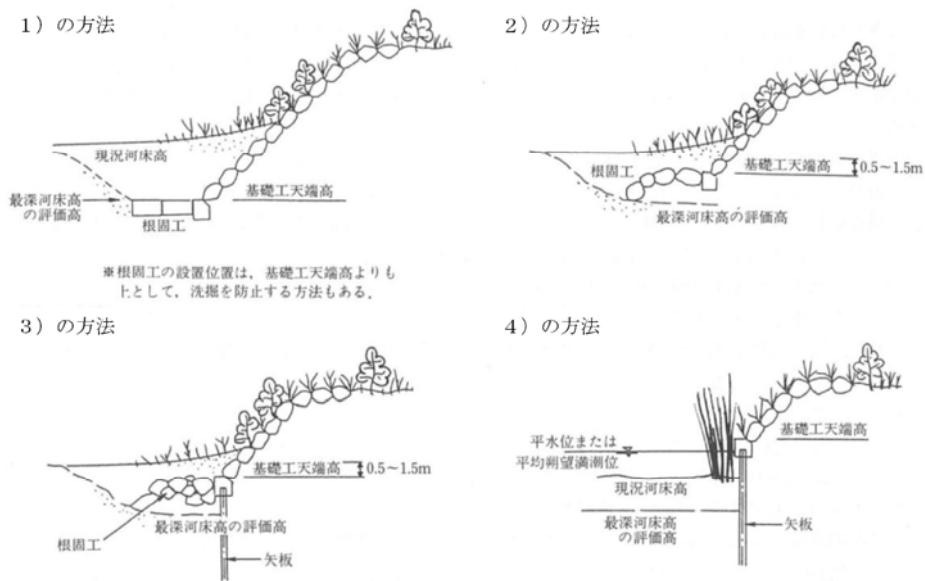 1）の方法
現況河床高
最深河床高
の評価高
基礎工天端高
根固工
※根固工の設置位置は，基礎工天端高よりも
上として，洗掘を防止する方法もある．
2）の方法
根固工
基礎工天端高
0.5～1.5m
最深河床高の評価高
3）の方法
基礎工天端高
0.5～1.5m
最深河床高の評価高
根固工
矢板
4）の方法
基礎工天端高
平水位または
平均朔望満潮位
現況河床高
最深河床高
の評価高
矢板